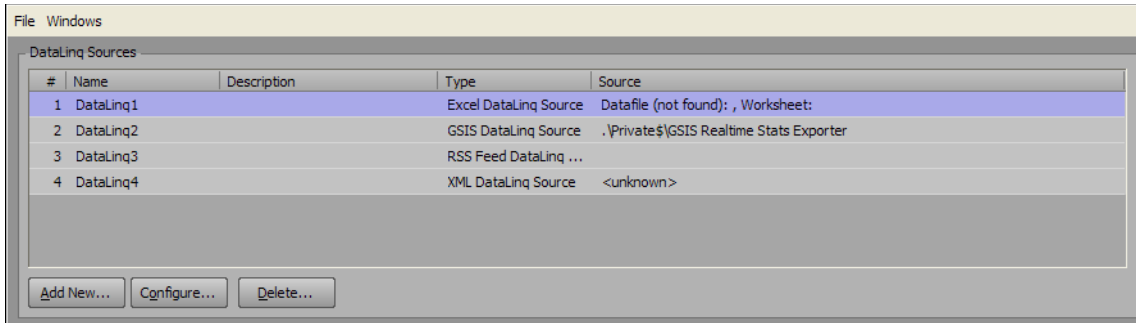 File Windows
DataLinq Sources
# Name Description Type Source
1 DataLinq1 Excel DataLinq Source Datafile (not found): , Worksheet:
2 DataLinq2 GSIS DataLinq Source .\Private$\GSIS Realtime Stats Exporter
3 DataLinq3 RSS Feed DataLinq ...
4 DataLinq4 XML DataLinq Source <unknown>
Add New... Configure... Delete...